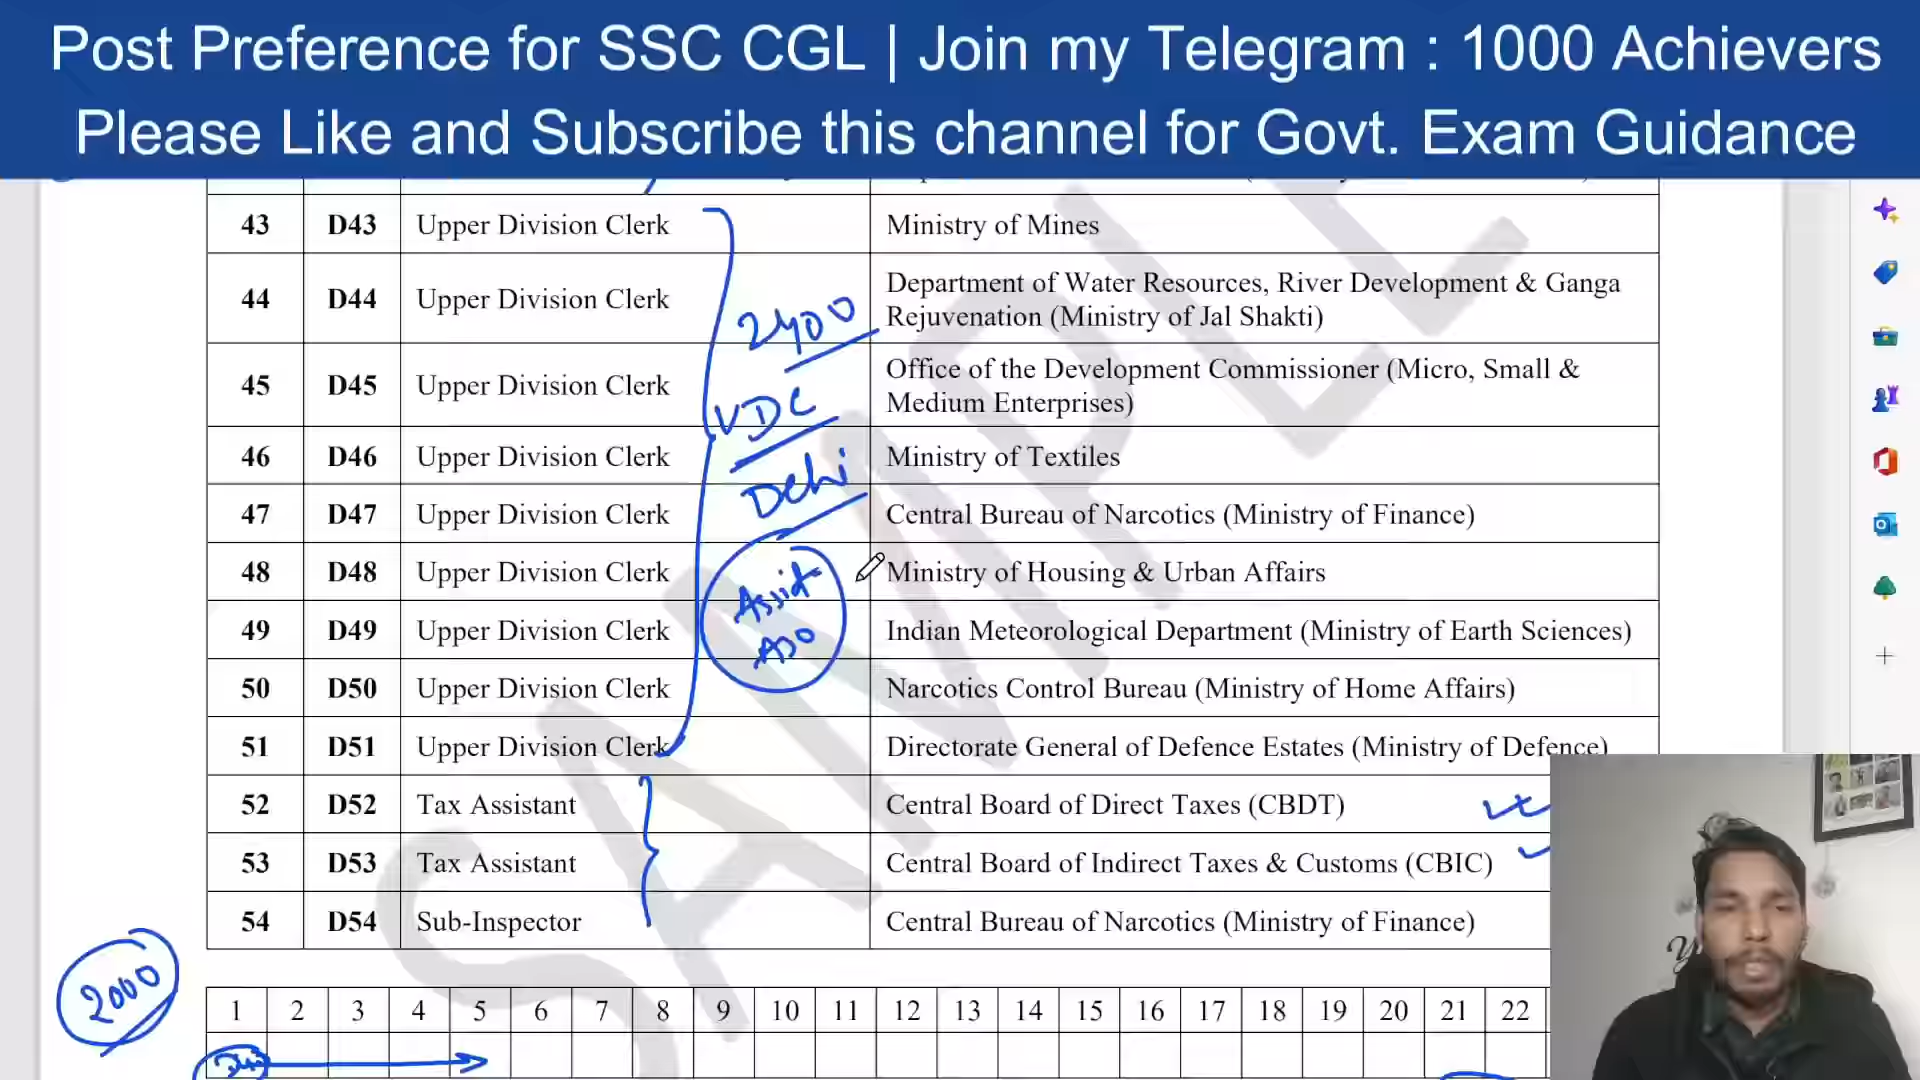 Post Preference for SSC CGL | Join my Telegram : 1000 Achievers
Please Like and Subscribe this channel for Govt. Exam Guidance
43 D43 Upper Division Clerk Ministry of Mines
44 D44 Upper Division Clerk Department of Water Resources, River Development & Ganga
Rejuvenation (Ministry of Jal Shakti)
2400
45 D45 Upper Division Clerk Office of the Development Commissioner (Micro, Small &
Medium Enterprises)
UDC
46 D46 Upper Division Clerk Ministry of Textiles
Delhi
47 D47 Upper Division Clerk Central Bureau of Narcotics (Ministry of Finance)
48 D48 Upper Division Clerk Ministry of Housing & Urban Affairs
Assit
49 D49 Upper Division Clerk Indian Meteorological Department (Ministry of Earth Sciences)
ASO
50 D50 Upper Division Clerk Narcotics Control Bureau (Ministry of Home Affairs)
51 D51 Upper Division Clerk Directorate General of Defence Estates (Ministry of Defence)
52 D52 Tax Assistant Central Board of Direct Taxes (CBDT)
53 D53 Tax Assistant Central Board of Indirect Taxes & Customs (CBIC)
54 D54 Sub-Inspector Central Bureau of Narcotics (Ministry of Finance)
2000
1 2 3 4 5 6 7 8 9 10 11 12 13 14 15 16 17 18 19 20 21 22
SAMPLE